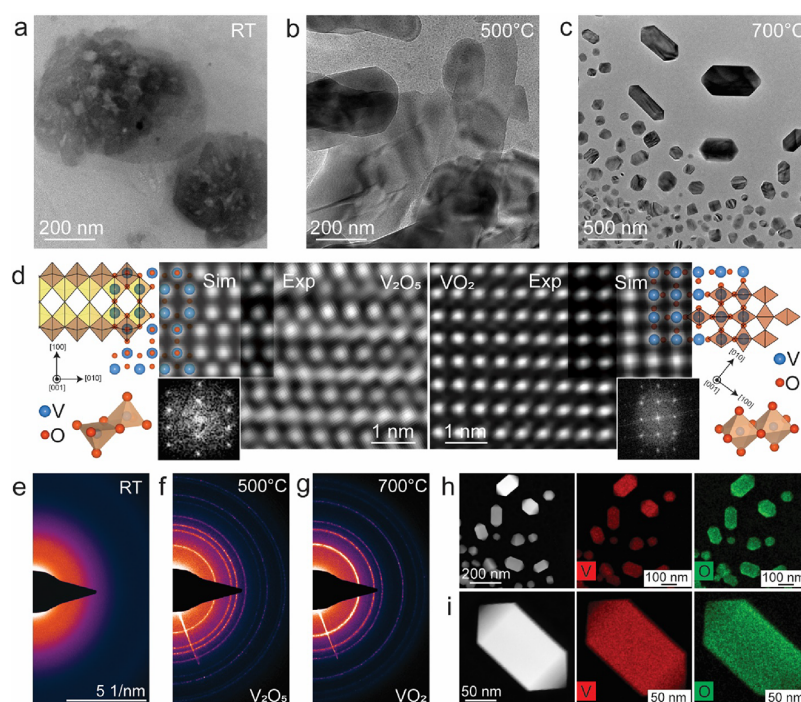 a
RT
200 nm
b
500°C
200 nm
c
700°C
500 nm
d
Sim
Exp
V₂O₅
VO₂
Exp
Sim
[100]
[010]
[001]
V
O
1 nm
1 nm
[010]
[001]
[100]
V
O
e
RT
5 1/nm
f
500°C
V₂O₅
g
700°C
VO₂
h
200 nm
V
100 nm
O
100 nm
i
50 nm
V
50 nm
O
50 nm